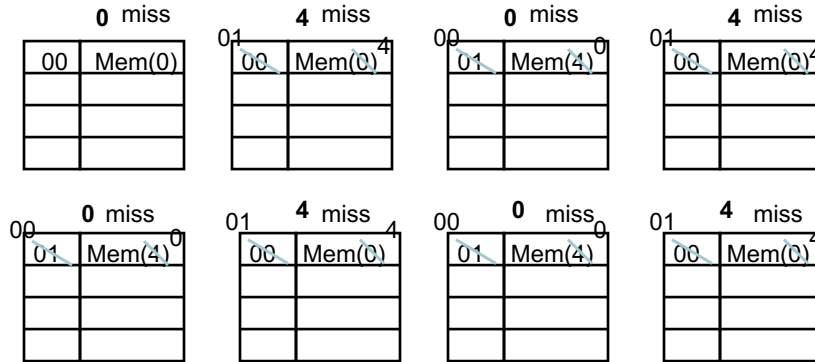 0 miss 4 miss 0 miss 4 miss
01 4 00 0 01 4
00 Mem(0) 00 Mem(0) 01 Mem(4) 00 Mem(0)
0 miss 4 miss 0 miss 4 miss
00 0 01 4 00 0 01 4
01 Mem(4) 00 Mem(0) 01 Mem(4) 00 Mem(0)